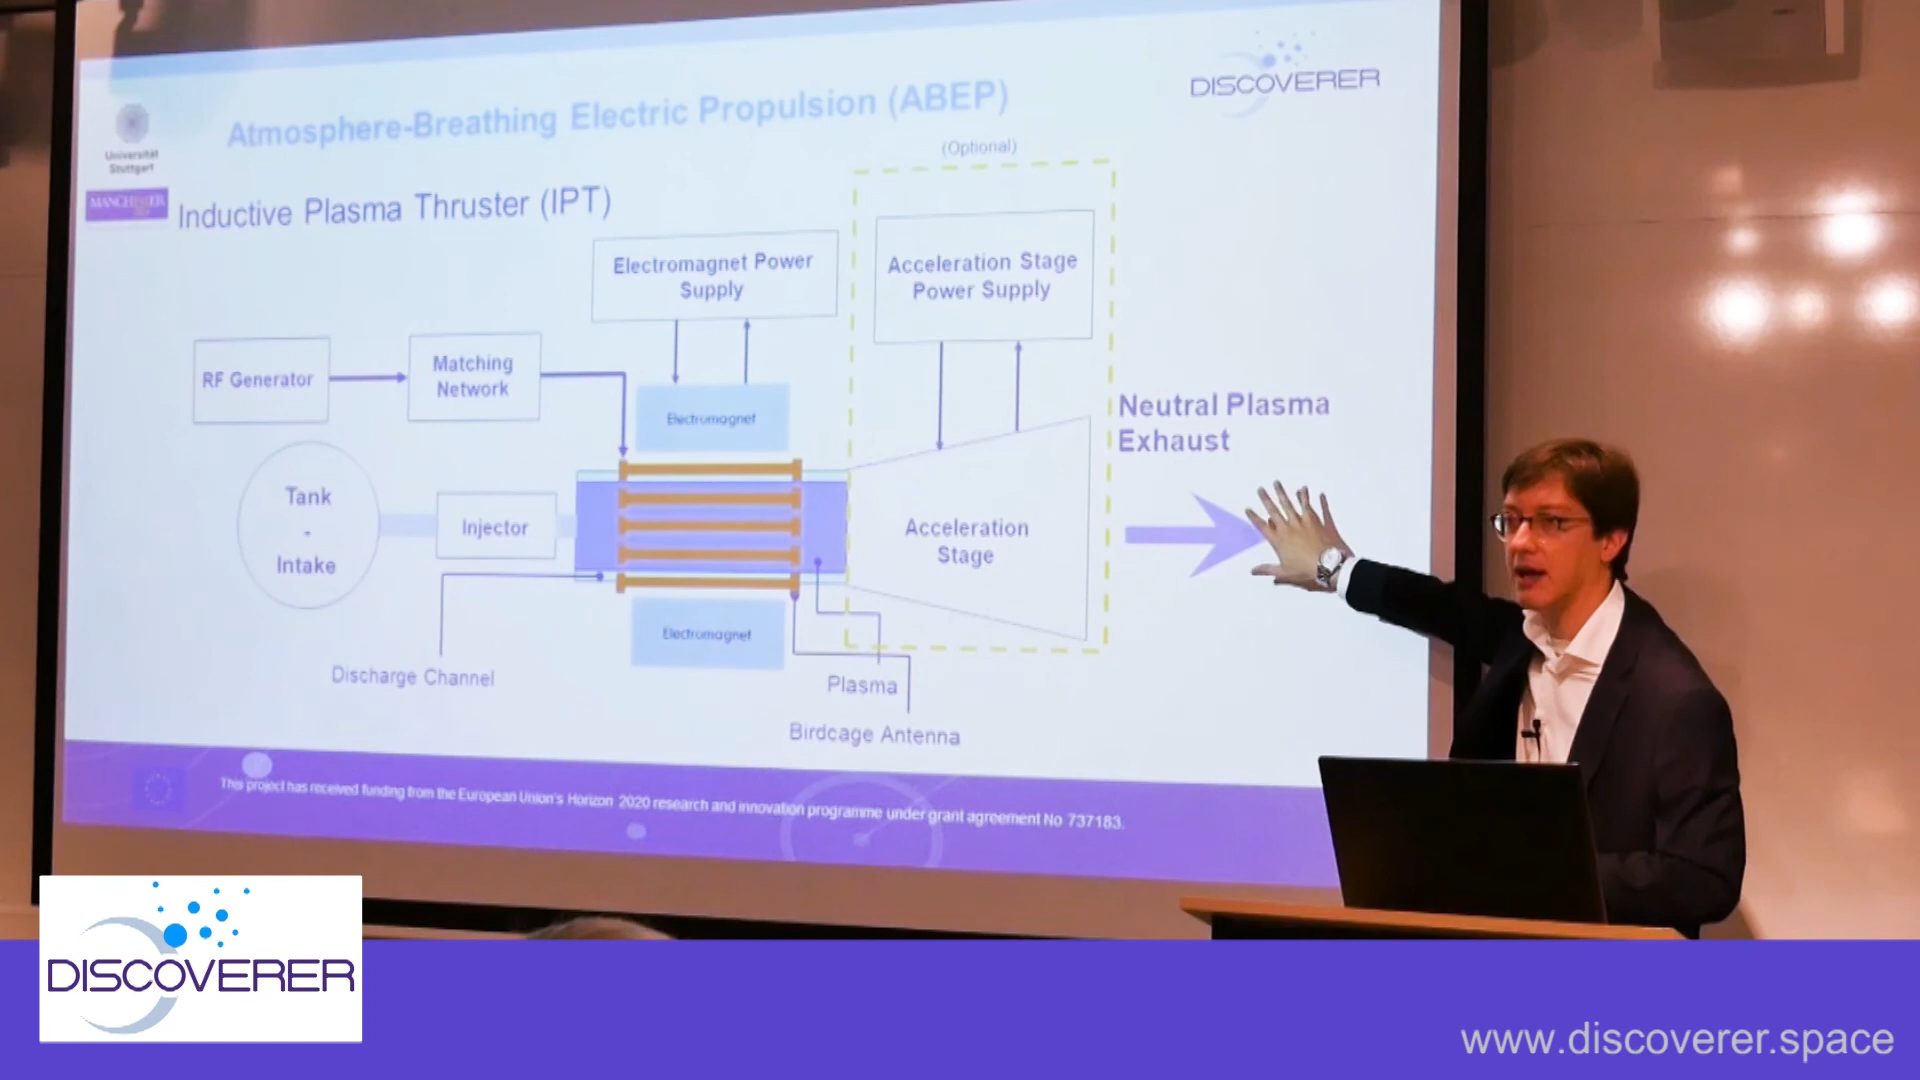 DISCOVERER
Atmosphere-Breathing Electric Propulsion (ABEP)
Universität
Stuttgart
MANCHESTER
(Optional)
Inductive Plasma Thruster (IPT)
Electromagnet Power
Supply
Acceleration Stage
Power Supply
RF Generator
Matching
Network
Electromagnet
Neutral Plasma
Exhaust
Tank
-
Intake
Injector
Acceleration
Stage
Electromagnet
Discharge Channel
Plasma
Birdcage Antenna
This project has received funding from the European Union's Horizon 2020 research and innovation programme under grant agreement No 737183.
DISCOVERER
www.discoverer.space